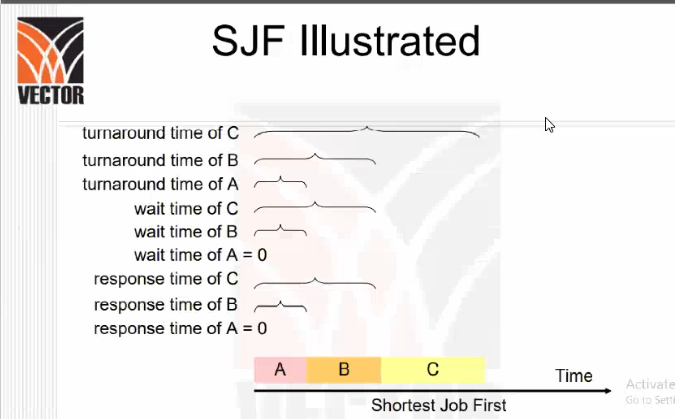 SJF Illustrated
VECTOR
turnaround time of C
turnaround time of B
turnaround time of A
wait time of C
wait time of B
wait time of A = 0
response time of C
response time of B
response time of A = 0
A B C
Time
Shortest Job First
Activate
Go to Setti